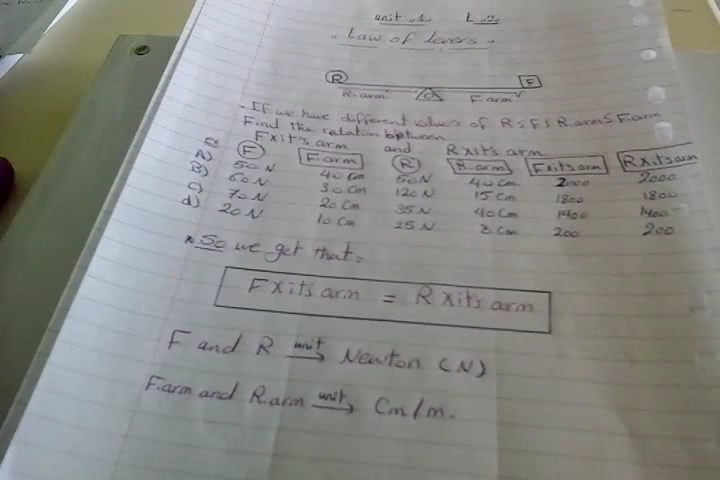 unit .1. L .2.
. Law of levers .
R F
R.arm F.arm
- If we have different values of R & F & R.arm & F.arm
Find the relation between
F x its arm and R x its arm
F F.arm R R.arm F x its arm R x its arm
A) 50 N 40 Cm 50 N 40 Cm 2000 2000
B) 60 N 30 Cm 120 N 15 Cm 1800 1800
C) 70 N 20 Cm 35 N 40 Cm 1400 1400
d) 20 N 10 Cm 25 N 8 Cm 200 200
* So we get that:
F x its arm = R x its arm
F and R unit → Newton (N)
F.arm and R.arm unit → Cm/m.